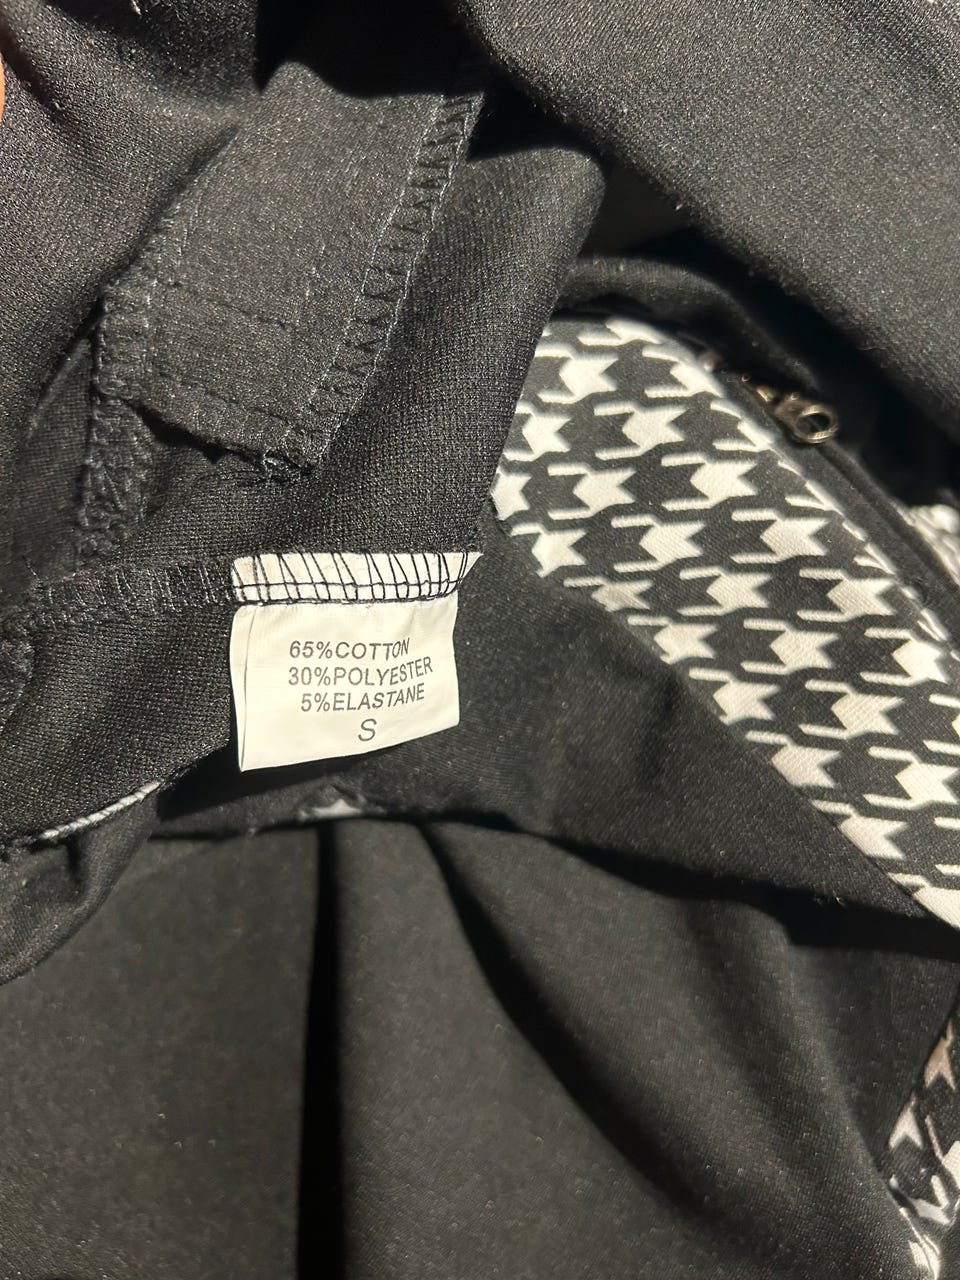 65%COTTON
30%POLYESTER
5%ELASTANE
S